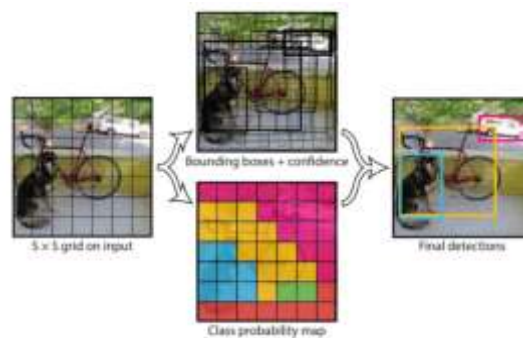 Bounding boxes + confidence
S × S grid on input
Final detections
Class probability map